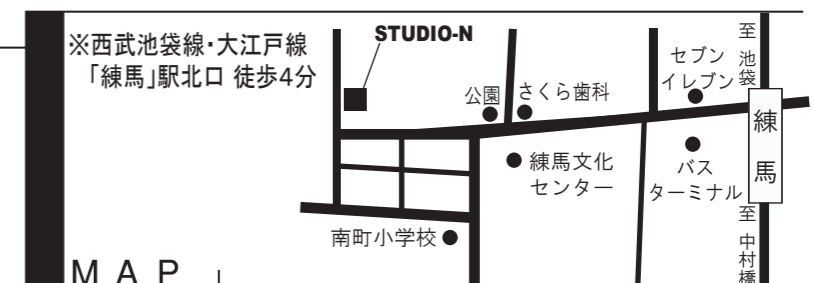 ※西武池袋線・大江戸線
「練馬」駅北口 徒歩4分
STUDIO-N
公園
さくら歯科
セブン
イレブン
至 池袋
練馬
練馬文化
センター
バス
ターミナル
至 中村橋
南町小学校
MAP